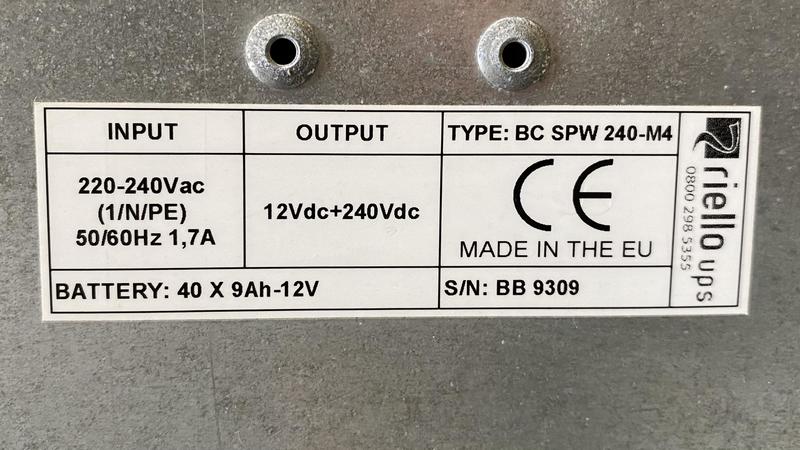 INPUT
OUTPUT
TYPE: BC SPW 240-M4
220-240Vac
(1/N/PE)
50/60Hz 1,7A
12Vdc+240Vdc
CE
MADE IN THE EU
BATTERY: 40 X 9Ah-12V
S/N: BB 9309
riello ups
0800 298 5355